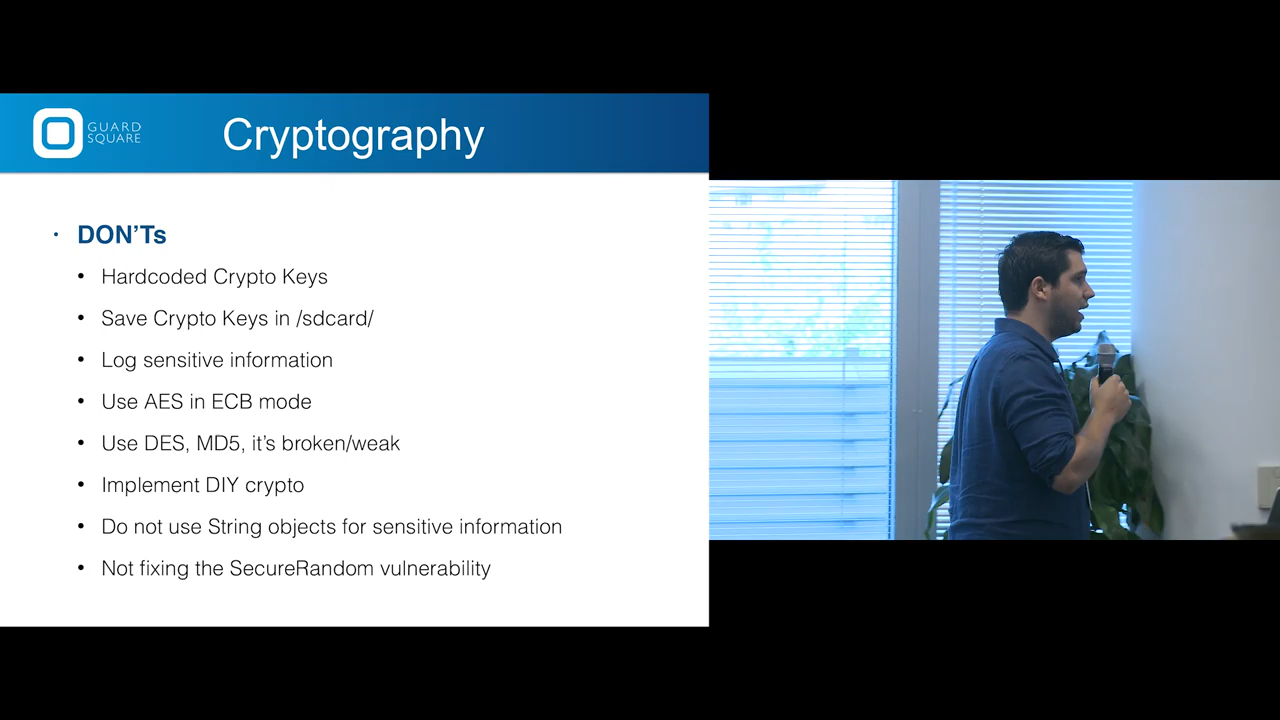 GUARD
SQUARE
Cryptography
DON'Ts
Hardcoded Crypto Keys
Save Crypto Keys in /sdcard/
Log sensitive information
Use AES in ECB mode
Use DES, MD5, it's broken/weak
Implement DIY crypto
Do not use String objects for sensitive information
Not fixing the SecureRandom vulnerability